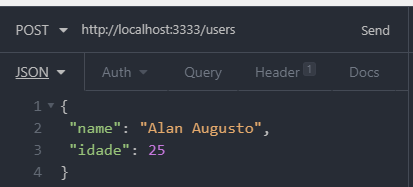 POST http://localhost:3333/users Send
JSON Auth Query Header 1 Docs
1 {
2 "name": "Alan Augusto",
3 "idade": 25
4 }